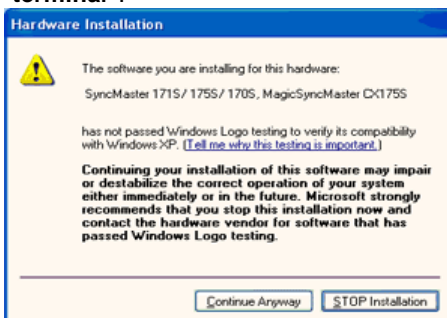 Hardware Installation
The software you are installing for this hardware:
SyncMaster 171S/ 175S/ 170S, MagicSyncMaster CX175S
has not passed Windows Logo testing to verify its compatibility
with Windows XP. (Tell me why this testing is important.)
Continuing your installation of this software may impair
or destabilize the correct operation of your system
either immediately or in the future. Microsoft strongly
recommends that you stop this installation now and
contact the hardware vendor for software that has
passed Windows Logo testing.
Continue Anyway STOP Installation